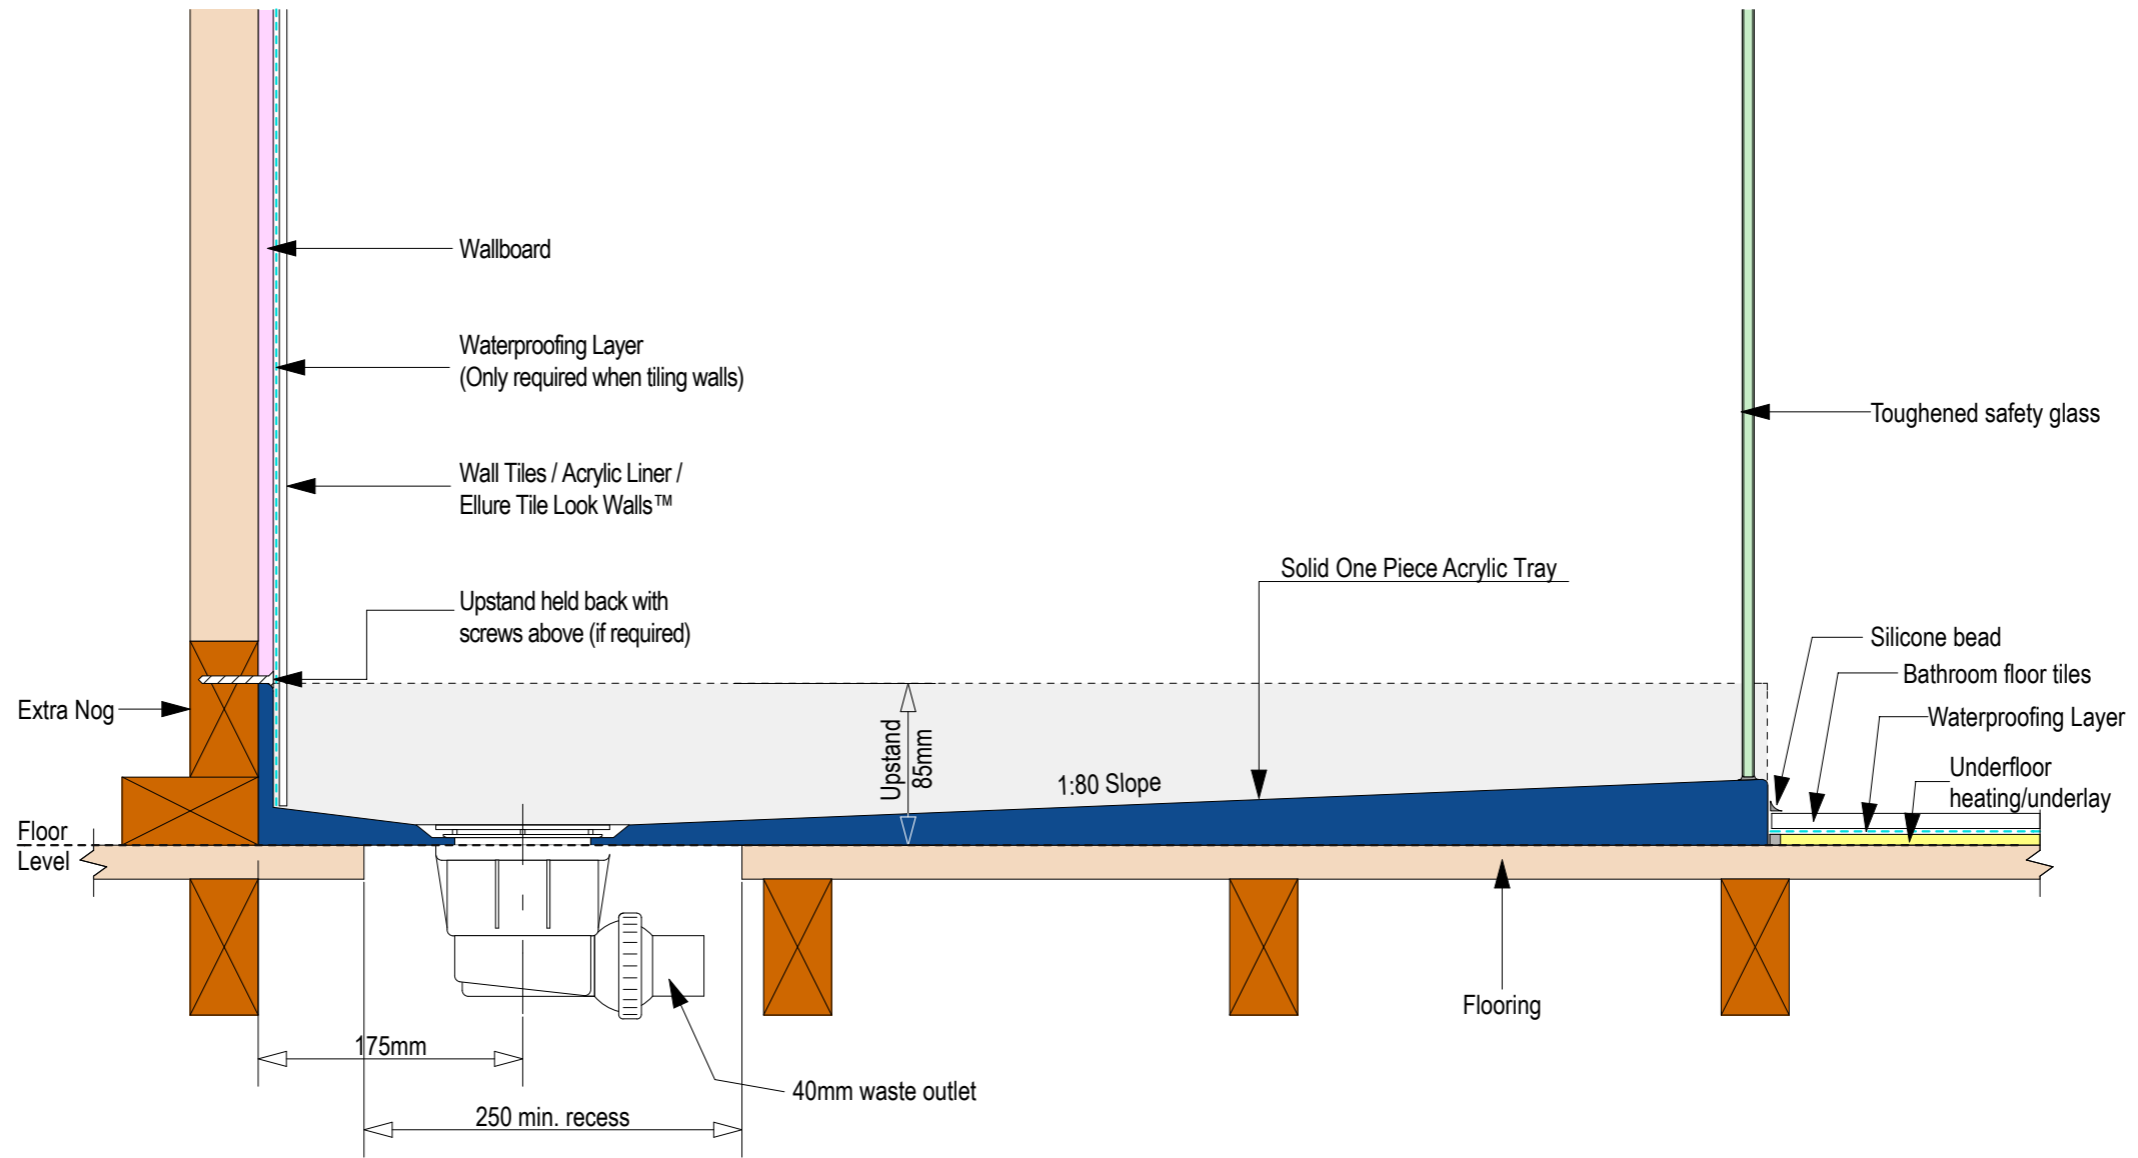 Wallboard
Waterproofing Layer
(Only required when tiling walls)
Toughened safety glass
Wall Tiles / Acrylic Liner /
Ellure Tile Look Walls™
Solid One Piece Acrylic Tray
Upstand held back with
screws above (if required)
Silicone bead
Bathroom floor tiles
Extra Nog
Waterproofing Layer
Upstand
85mm
1:80 Slope
Underfloor
heating/underlay
Floor
Level
Flooring
175mm
40mm waste outlet
250 min. recess